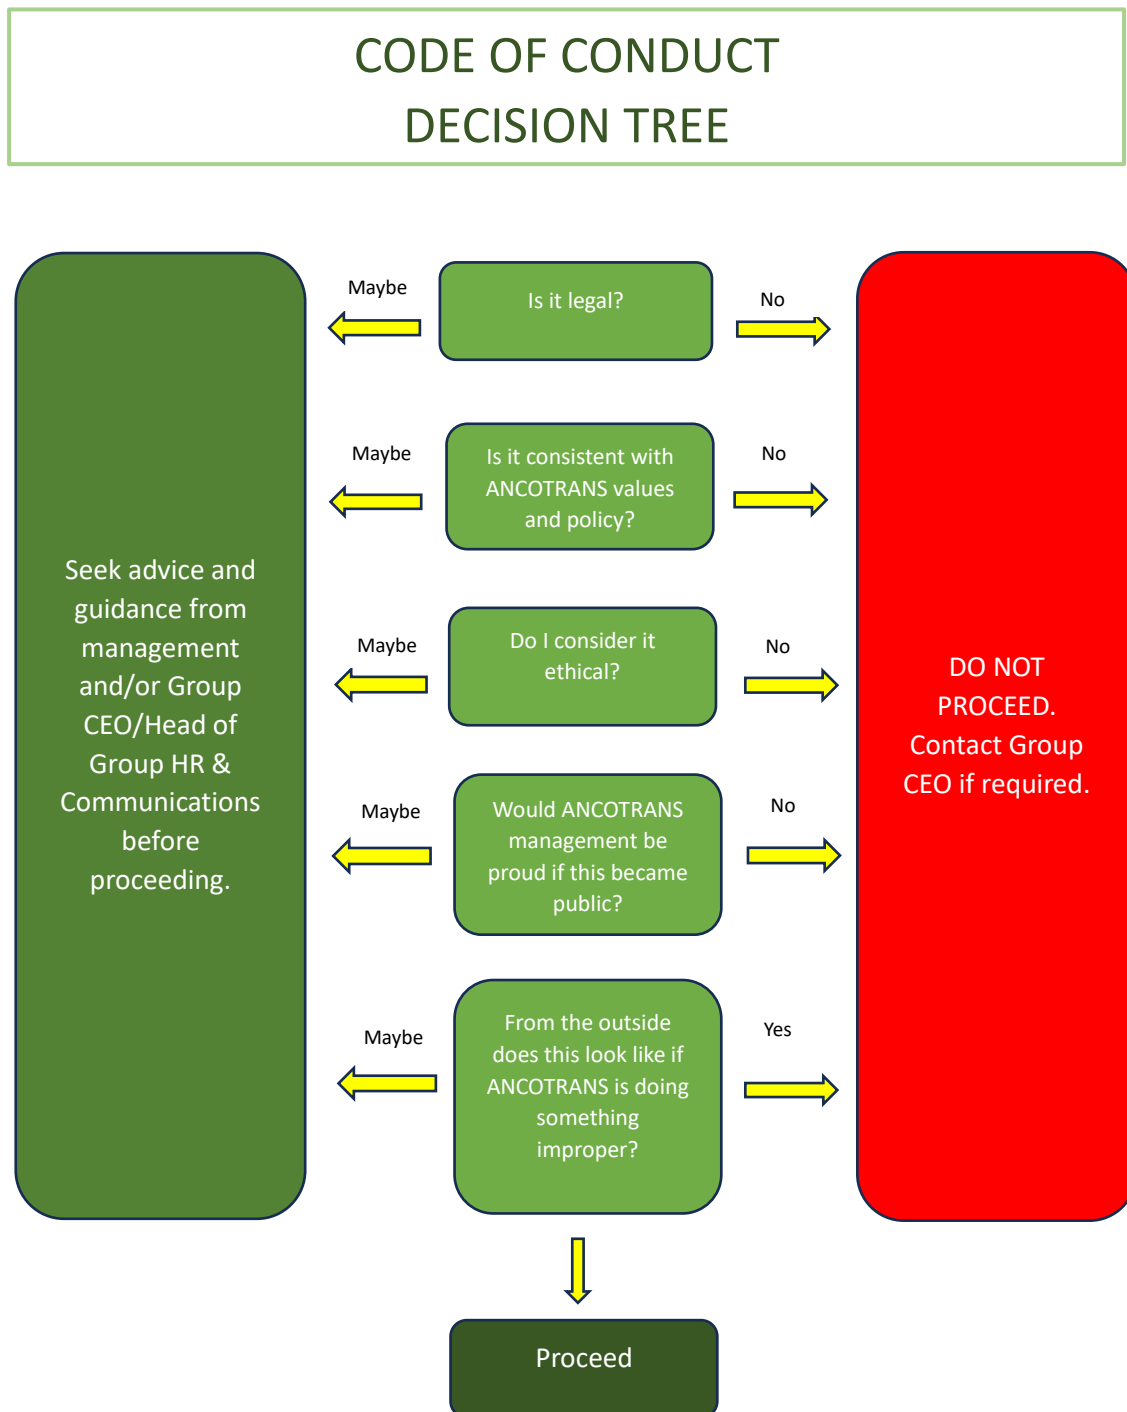 CODE OF CONDUCT
DECISION TREE
Maybe
Is it legal?
No
Maybe
Is it consistent with
ANCOTRANS values
and policy?
No
Seek advice and
guidance from
management
and/or Group
CEO/Head of
Group HR &
Communications
before
proceeding.
Maybe
Do I consider it
ethical?
No
DO NOT
PROCEED.
Contact Group
CEO if required.
Maybe
Would ANCOTRANS
management be
proud if this became
public?
No
Maybe
From the outside
does this look like if
ANCOTRANS is doing
something
improper?
Yes
Proceed